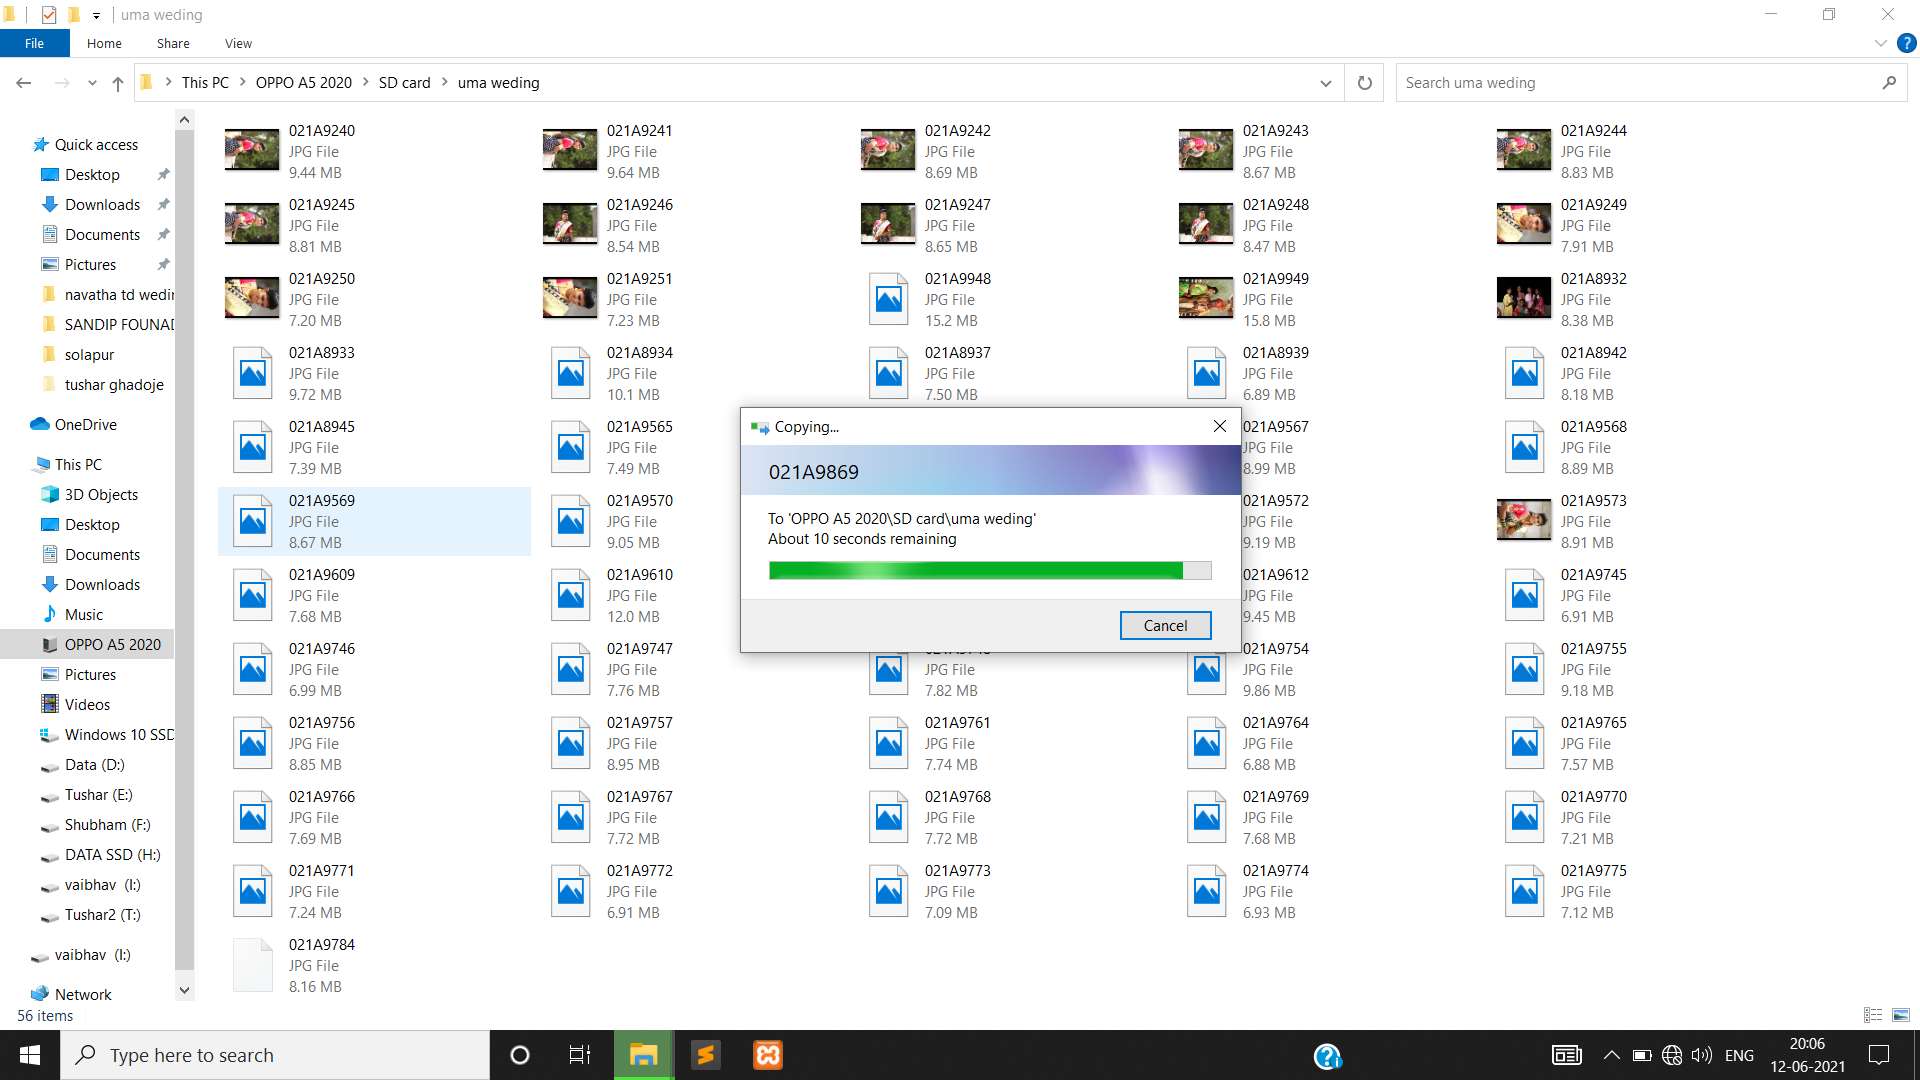 uma weding
File Home Share View
This PC OPPO A5 2020 SD card uma weding
Search uma weding
Quick access
Desktop
Downloads
Documents
Pictures
navatha td wedin
SANDIP FOUNAD
solapur
tushar ghadoje
OneDrive
This PC
3D Objects
Desktop
Documents
Downloads
Music
OPPO A5 2020
Pictures
Videos
Windows 10 SSD
Data (D:)
Tushar (E:)
Shubham (F:)
DATA SSD (H:)
vaibhav (I:)
Tushar2 (T:)
vaibhav (I:)
Network
021A9240 021A9241 021A9242 021A9243 021A9244
JPG File JPG File JPG File JPG File JPG File
9.44 MB 9.64 MB 8.69 MB 8.67 MB 8.83 MB
021A9245 021A9246 021A9247 021A9248 021A9249
JPG File JPG File JPG File JPG File JPG File
8.81 MB 8.54 MB 8.65 MB 8.47 MB 7.91 MB
021A9250 021A9251 021A9948 021A9949 021A8932
JPG File JPG File JPG File JPG File JPG File
7.20 MB 7.23 MB 15.2 MB 15.8 MB 8.38 MB
021A8933 021A8934 021A8937 021A8939 021A8942
JPG File JPG File JPG File JPG File JPG File
9.72 MB 10.1 MB 7.50 MB 6.89 MB 8.18 MB
021A8945 021A9565 021A9567 021A9568
JPG File JPG File JPG File JPG File
7.39 MB 7.49 MB 8.99 MB 8.89 MB
021A9569 021A9570 021A9572 021A9573
JPG File JPG File JPG File JPG File
8.67 MB 9.05 MB 9.19 MB 8.91 MB
021A9609 021A9610 021A9612 021A9745
JPG File JPG File JPG File JPG File
7.68 MB 12.0 MB 9.45 MB 6.91 MB
021A9746 021A9747 021A9754 021A9755
JPG File JPG File JPG File JPG File JPG File
6.99 MB 7.76 MB 7.82 MB 9.86 MB 9.18 MB
021A9756 021A9757 021A9761 021A9764 021A9765
JPG File JPG File JPG File JPG File JPG File
8.85 MB 8.95 MB 7.74 MB 6.88 MB 7.57 MB
021A9766 021A9767 021A9768 021A9769 021A9770
JPG File JPG File JPG File JPG File JPG File
7.69 MB 7.72 MB 7.72 MB 7.68 MB 7.21 MB
021A9771 021A9772 021A9773 021A9774 021A9775
JPG File JPG File JPG File JPG File JPG File
7.24 MB 6.91 MB 7.09 MB 6.93 MB 7.12 MB
021A9784
JPG File
8.16 MB
Copying...
021A9869
To 'OPPO A5 2020\SD card\uma weding'
About 10 seconds remaining
Cancel
56 items
Type here to search
ENG
20:06
12-06-2021